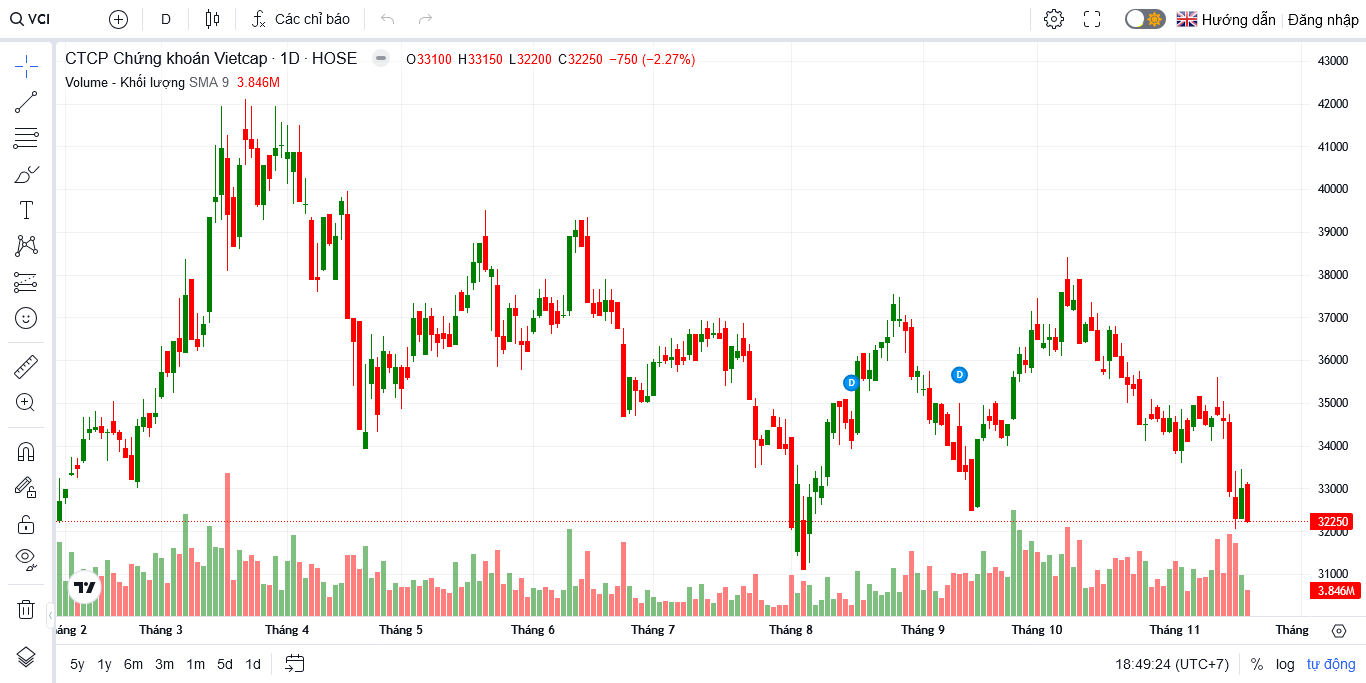 VCI D Các chỉ báo Hướng dẫn Đăng nhập
CTCP Chứng khoán Vietcap · 1D · HOSE O33100 H33150 L32200 C32250 −750 (−2.27%)
Volume - Khối lượng SMA 9 3.846M
43000
42000
41000
40000
39000
38000
37000
36000
35000
34000
33000
32250
32000
31000
3.846M
D
D
áng 2 Tháng 3 Tháng 4 Tháng 5 Tháng 6 Tháng 7 Tháng 8 Tháng 9 Tháng 10 Tháng 11 Tháng
5y 1y 6m 3m 1m 5d 1d 18:49:24 (UTC+7) % log tự động